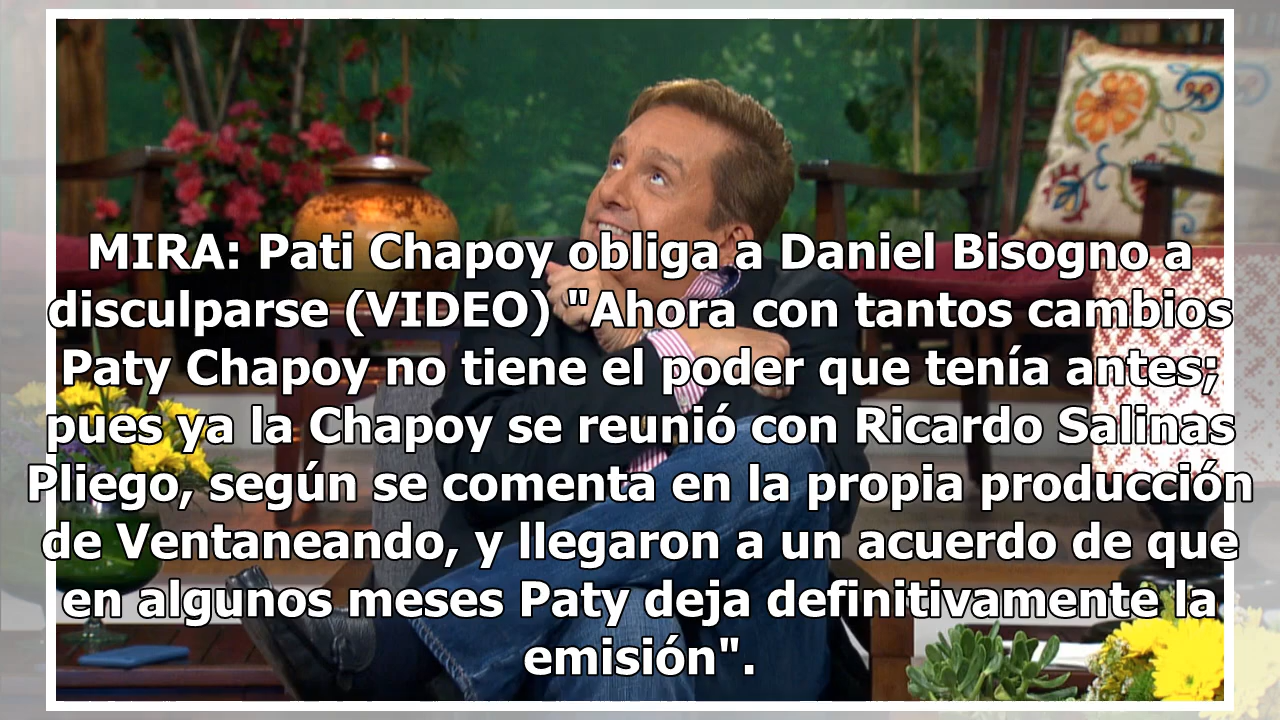 MIRA: Pati Chapoy obliga a Daniel Bisogno a
disculparse (VIDEO) "Ahora con tantos cambios
Paty Chapoy no tiene el poder que tenía antes;
pues ya la Chapoy se reunió con Ricardo Salinas
Pliego, según se comenta en la propia producción
de Ventaneando, y llegaron a un acuerdo de que
en algunos meses Paty deja definitivamente la
emisión".